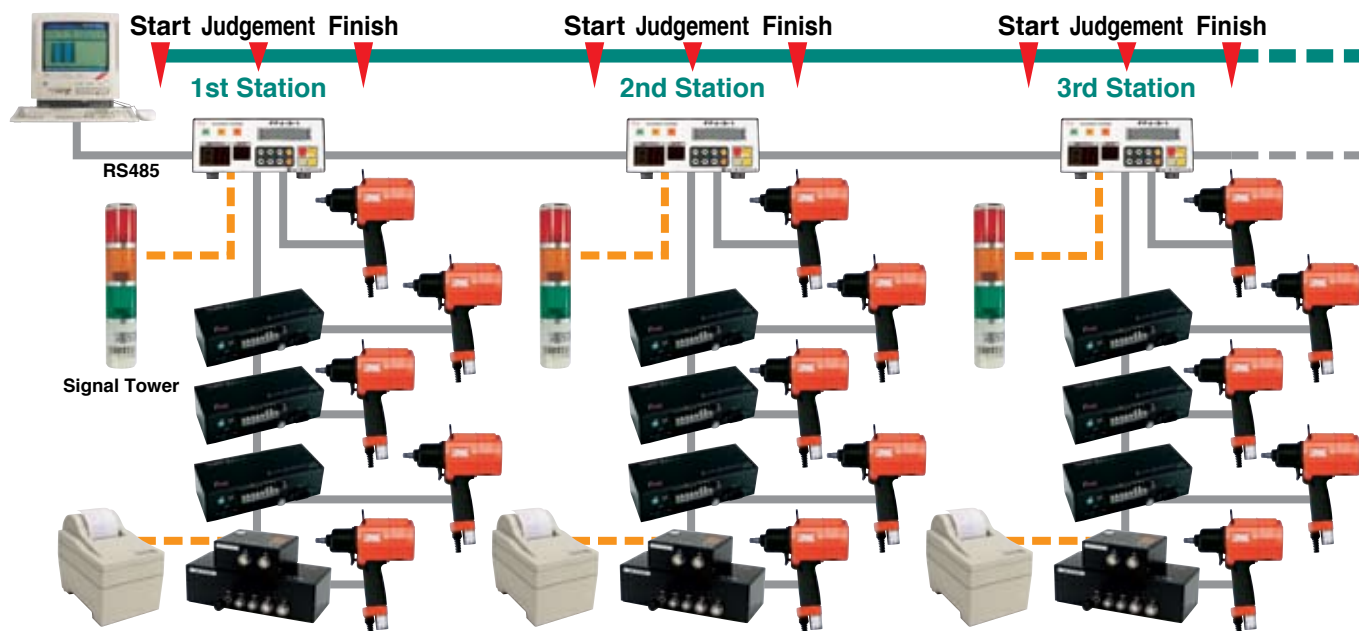 Start Judgement Finish Start Judgement Finish Start Judgement Finish
1st Station 2nd Station 3rd Station
RS485
Signal Tower